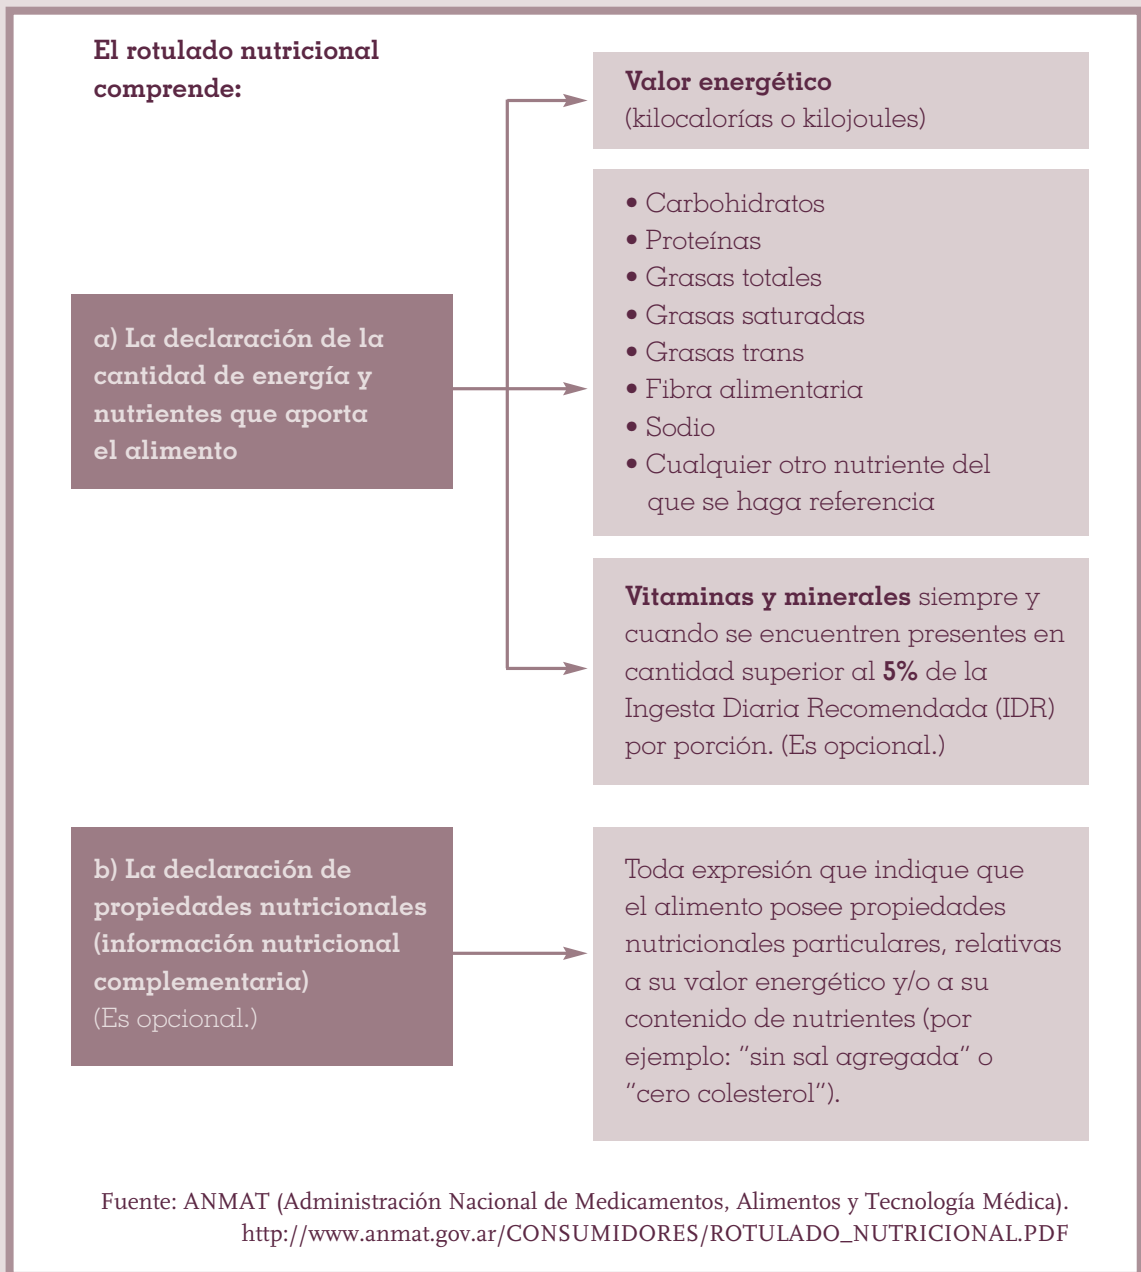 El rotulado nutricional
comprende:
Valor energético
(kilocalorías o kilojoules)
• Carbohidratos
• Proteínas
• Grasas totales
• Grasas saturadas
• Grasas trans
• Fibra alimentaria
• Sodio
• Cualquier otro nutriente del
que se haga referencia
a) La declaración de la
cantidad de energía y
nutrientes que aporta
el alimento
Vitaminas y minerales siempre y
cuando se encuentren presentes en
cantidad superior al 5% de la
Ingesta Diaria Recomendada (IDR)
por porción. (Es opcional.)
b) La declaración de
propiedades nutricionales
(información nutricional
complementaria)
(Es opcional.)
Toda expresión que indique que
el alimento posee propiedades
nutricionales particulares, relativas
a su valor energético y/o a su
contenido de nutrientes (por
ejemplo: “sin sal agregada” o
“cero colesterol”).
Fuente: ANMAT (Administración Nacional de Medicamentos, Alimentos y Tecnología Médica).
http://www.anmat.gov.ar/CONSUMIDORES/ROTULADO_NUTRICIONAL.PDF